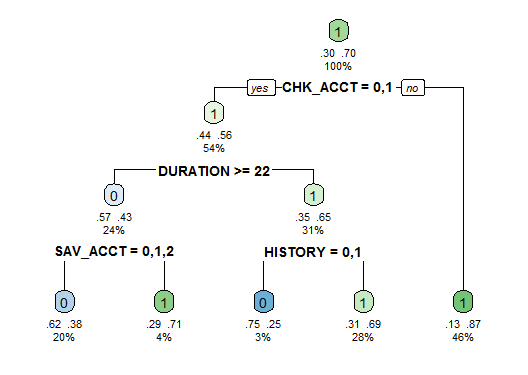 1
.30 .70
100%
yes CHK_ACCT = 0,1 no
1
.44 .56
54%
DURATION >= 22
0 1
.57 .43 .35 .65
24% 31%
SAV_ACCT = 0,1,2 HISTORY = 0,1
0 1 0 1 1
.62 .38 .29 .71 .75 .25 .31 .69 .13 .87
20% 4% 3% 28% 46%